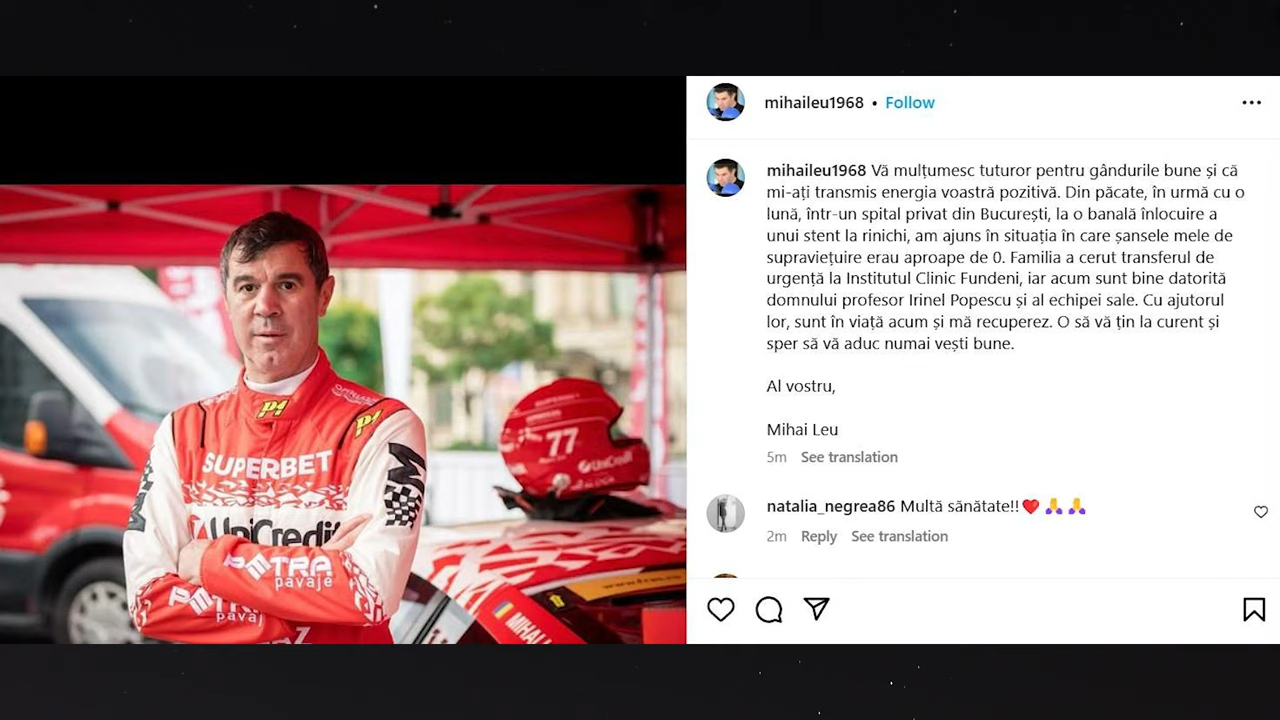 mihaileu1968 • Follow
mihaileu1968 Vă mulțumesc tuturor pentru gândurile bune și că
mi-ați transmis energia voastră pozitivă. Din păcate, în urmă cu o
lună, într-un spital privat din București, la o banală înlocuire a
unui stent la rinichi, am ajuns în situația în care șansele mele de
supraviețuire erau aproape de 0. Familia a cerut transferul de
urgență la Institutul Clinic Fundeni, iar acum sunt bine datorită
domnului profesor Irinel Popescu și al echipei sale. Cu ajutorul
lor, sunt în viață acum și mă recuperez. O să vă țin la curent și
sper să vă aduc numai vești bune.
Al vostru,
Mihai Leu
5m See translation
natalia_negrea86 Multă sănătate!!❤️🙏🙏
2m Reply See translation
P1
P1
SUPERBET
UniCredit
PETRA
pavaje
PETRA
pavaje
77
UniCredit
MIHAI